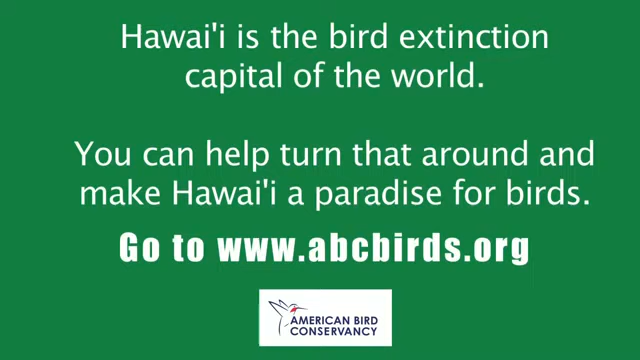 Hawai'i is the bird extinction
capital of the world.
You can help turn that around and
make Hawai'i a paradise for birds.
Go to www.abcbirds.org
AMERICAN BIRD
CONSERVANCY